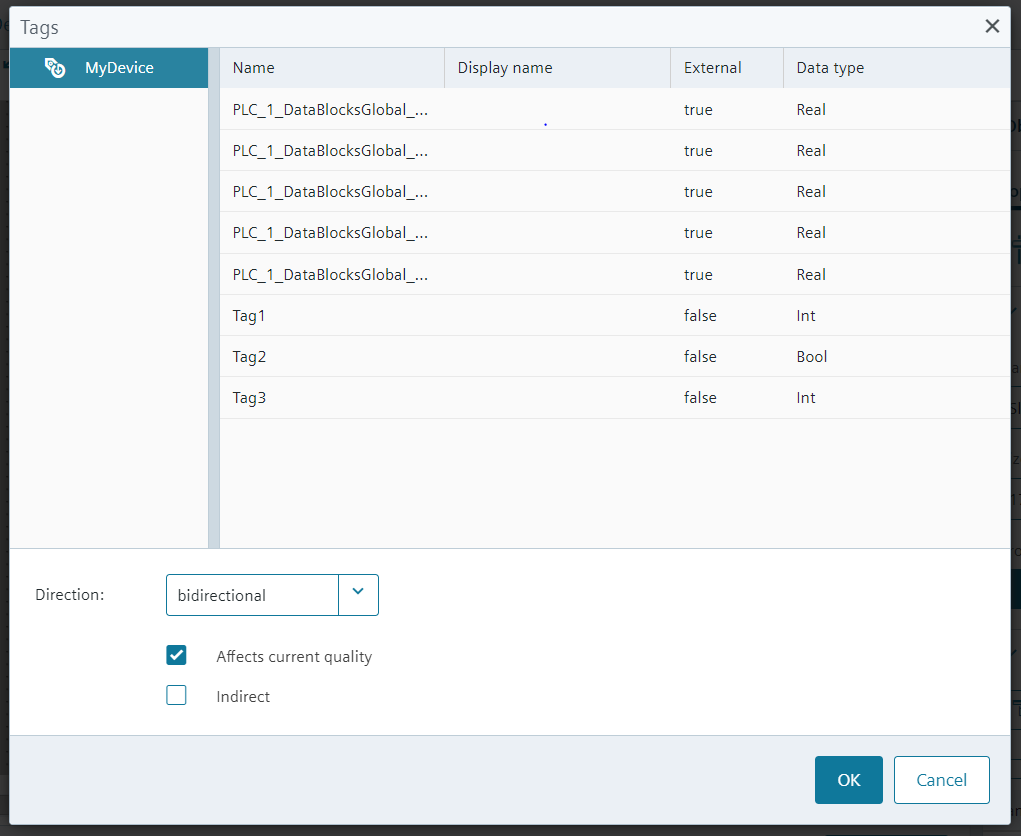 Tags
MyDevice
Name Display name External Data type
PLC_1_DataBlocksGlobal_... true Real
PLC_1_DataBlocksGlobal_... true Real
PLC_1_DataBlocksGlobal_... true Real
PLC_1_DataBlocksGlobal_... true Real
PLC_1_DataBlocksGlobal_... true Real
Tag1 false Int
Tag2 false Bool
Tag3 false Int
Direction: bidirectional
Affects current quality
Indirect
OK Cancel